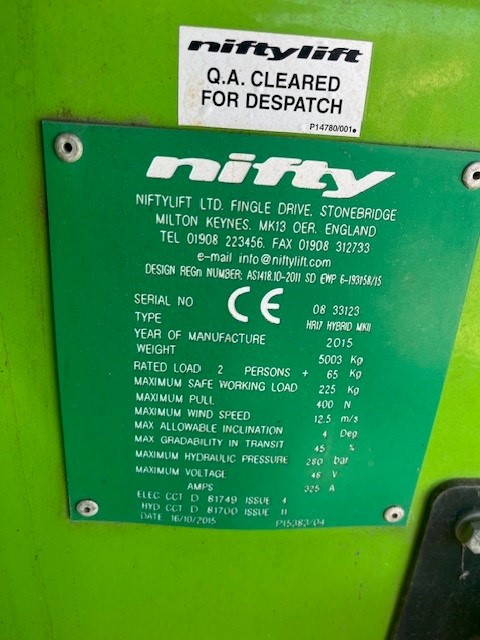 niftylift
Q.A. CLEARED
FOR DESPATCH
P14780/001
nifty
NIFTYLIFT LTD. FINGLE DRIVE, STONEBRIDGE
MILTON KEYNES. MK13 OER. ENGLAND
TEL 01908 223456. FAX 01908 312733
e-mail info@niftylift.com
DESIGN REGn NUMBER: AS1418.10-2011 SD EWP 6-193158/15
CE
SERIAL NO 08 33123
TYPE HR17 HYBRID MKII
YEAR OF MANUFACTURE 2015
WEIGHT 5003 Kg
RATED LOAD 2 PERSONS + 65 Kg
MAXIMUM SAFE WORKING LOAD 225 Kg
MAXIMUM PULL 400 N
MAXIMUM WIND SPEED 12.5 m/s
MAX ALLOWABLE INCLINATION 4 Deg
MAX GRADABILITY IN TRANSIT 45 %
MAXIMUM HYDRAULIC PRESSURE 280 bar
MAXIMUM VOLTAGE 48 V
AMPS 325 A
ELEC CCT D 81749 ISSUE 4
HYD CCT D 81700 ISSUE 11
DATE 16/10/2015 P15383/04